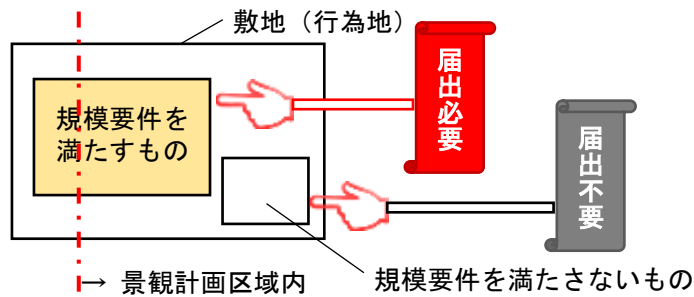 敷地（行為地）
届出必要
規模要件を
満たすもの
届出不要
→ 景観計画区域内
規模要件を満たさないもの